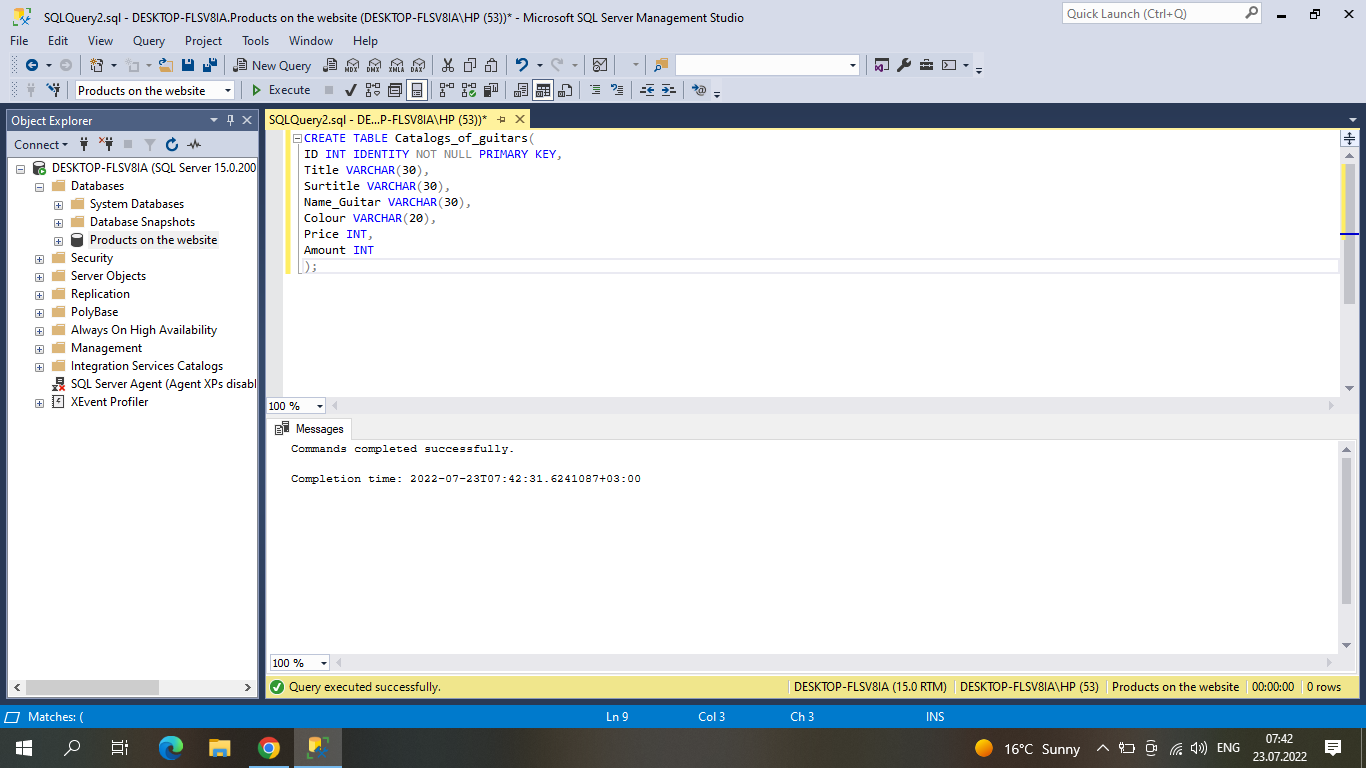 SQLQuery2.sql - DESKTOP-FLSV8IA.Products on the website (DESKTOP-FLSV8IA\HP (53))* - Microsoft SQL Server Management Studio
Quick Launch (Ctrl+Q)
File Edit View Query Project Tools Window Help
New Query MDX DMX XMLA DAX
Products on the website Execute
Object Explorer
Connect
DESKTOP-FLSV8IA (SQL Server 15.0.200
Databases
System Databases
Database Snapshots
Products on the website
Security
Server Objects
Replication
PolyBase
Always On High Availability
Management
Integration Services Catalogs
SQL Server Agent (Agent XPs disabl
XEvent Profiler
SQLQuery2.sql - DE...P-FLSV8IA\HP (53))*
CREATE TABLE Catalogs_of_guitars(
ID INT IDENTITY NOT NULL PRIMARY KEY,
Title VARCHAR(30),
Surtitle VARCHAR(30),
Name_Guitar VARCHAR(30),
Colour VARCHAR(20),
Price INT,
Amount INT
);
100 %
Messages
Commands completed successfully.
Completion time: 2022-07-23T07:42:31.6241087+03:00
100 %
Query executed successfully. DESKTOP-FLSV8IA (15.0 RTM) DESKTOP-FLSV8IA\HP (53) Products on the website 00:00:00 0 rows
Matches: ( Ln 9 Col 3 Ch 3 INS
16°C Sunny ENG 07:42
23.07.2022